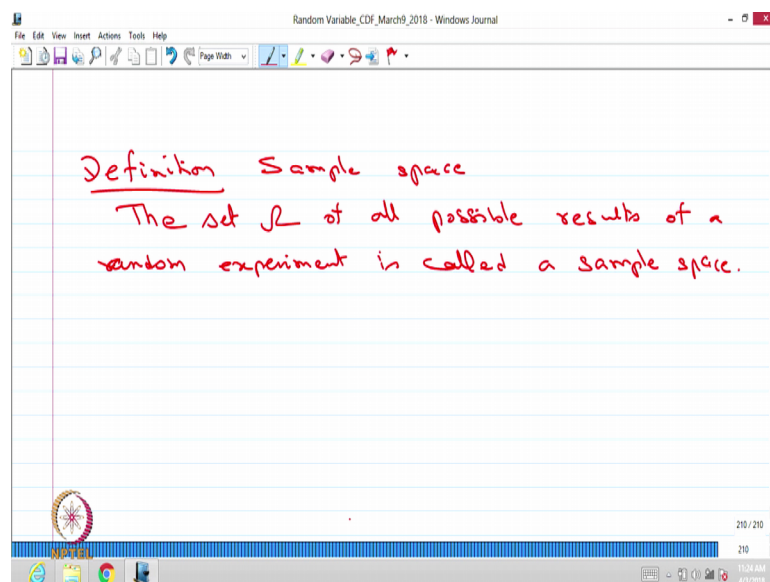 Random Variable_CDF_March9_2018 - Windows Journal
File Edit View Insert Actions Tools Help
Page Width
Definition Sample space
The set Ω of all possible results of a
random experiment is called a sample space.
NPTEL
210 / 210
210
11:24 AM